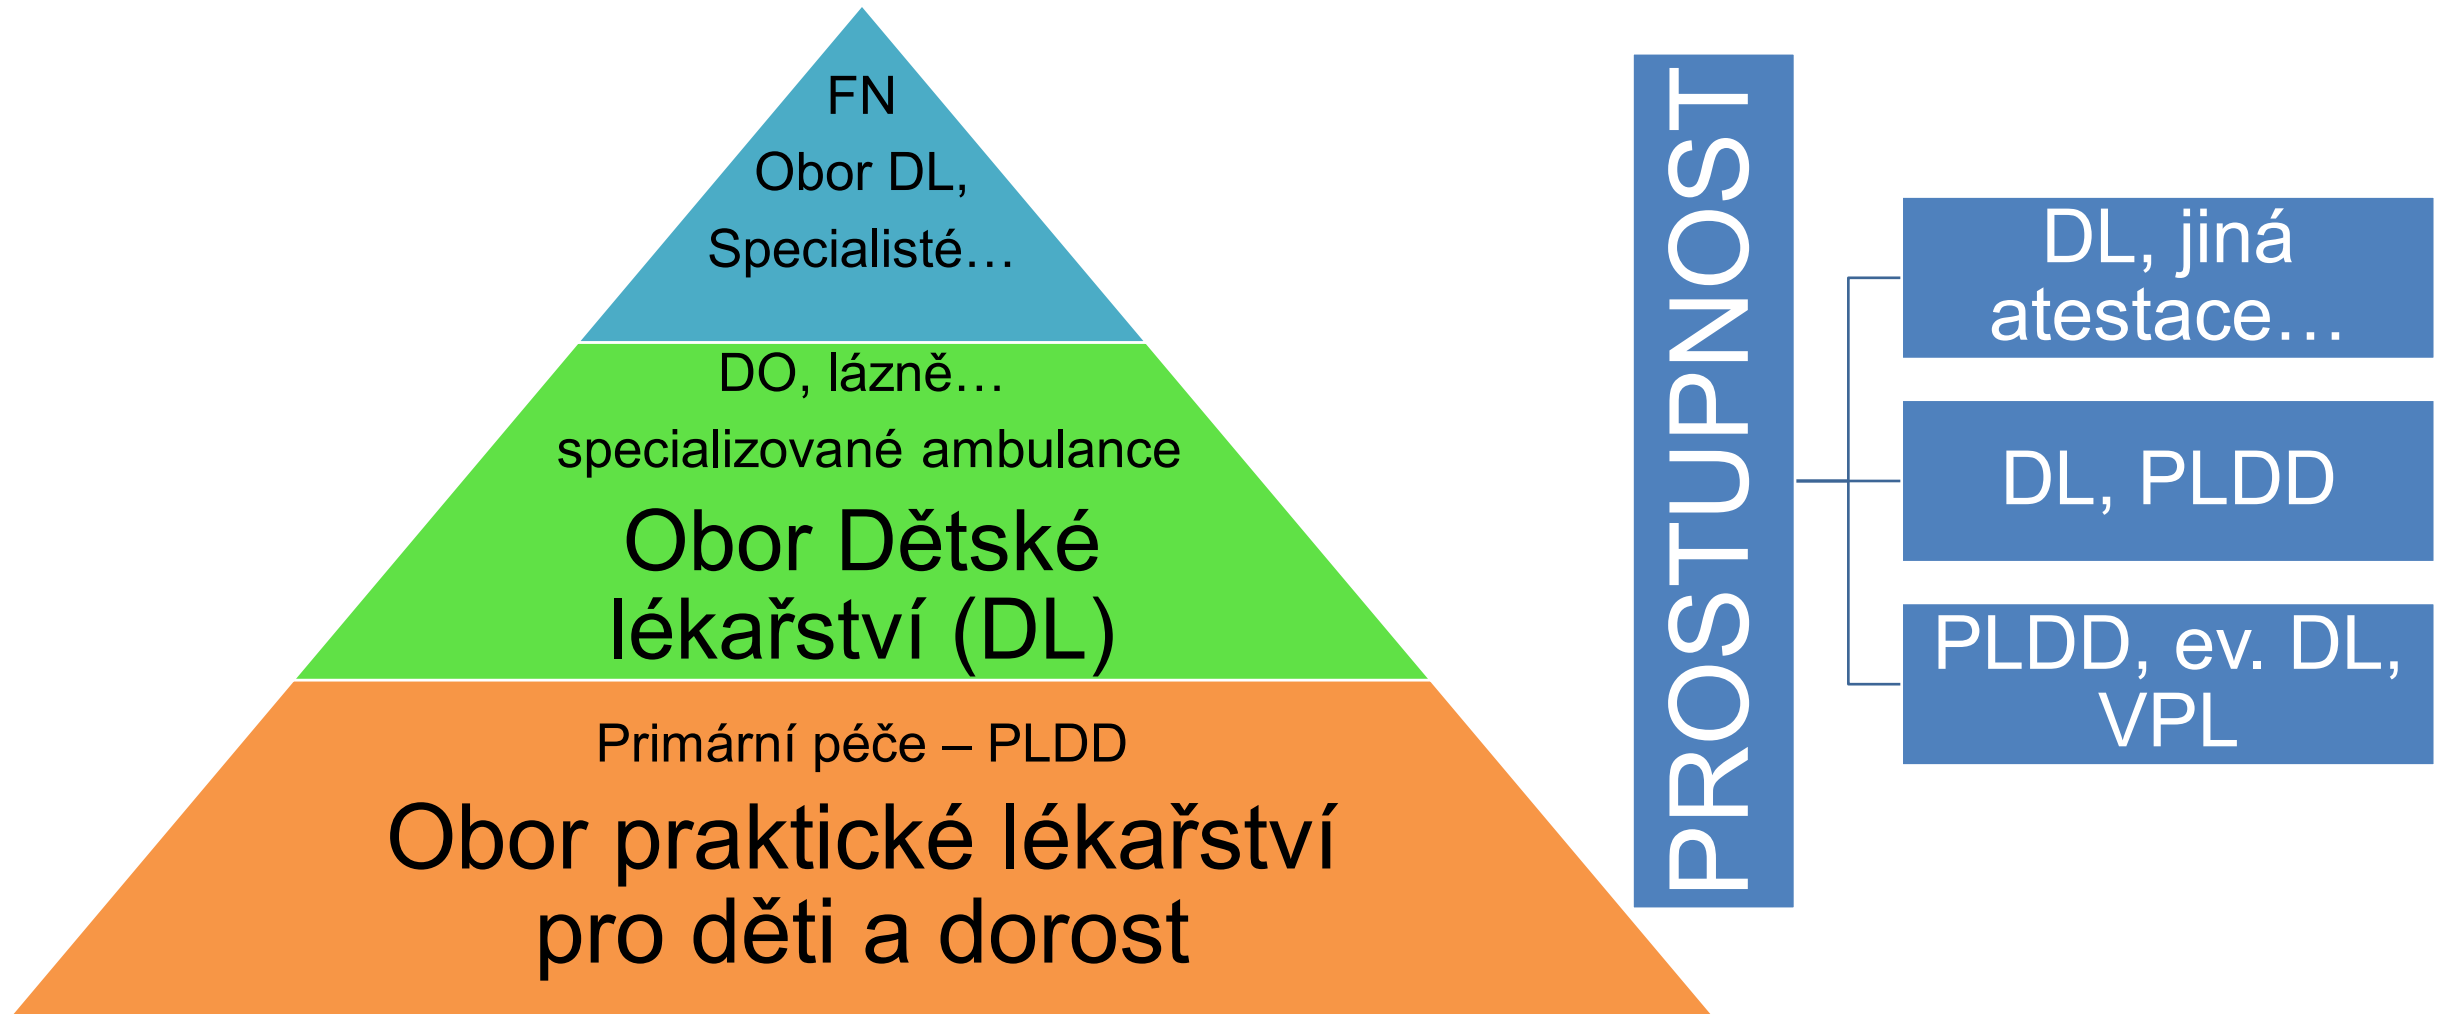 FN
Obor DL,
Specialisté…
DO, lázně…
specializované ambulance
Obor Dětské
lékařství (DL)
Primární péče – PLDD
Obor praktické lékařství
pro děti a dorost
PROSTUPNOST
DL, jiná
atestace…
DL, PLDD
PLDD, ev. DL,
VPL